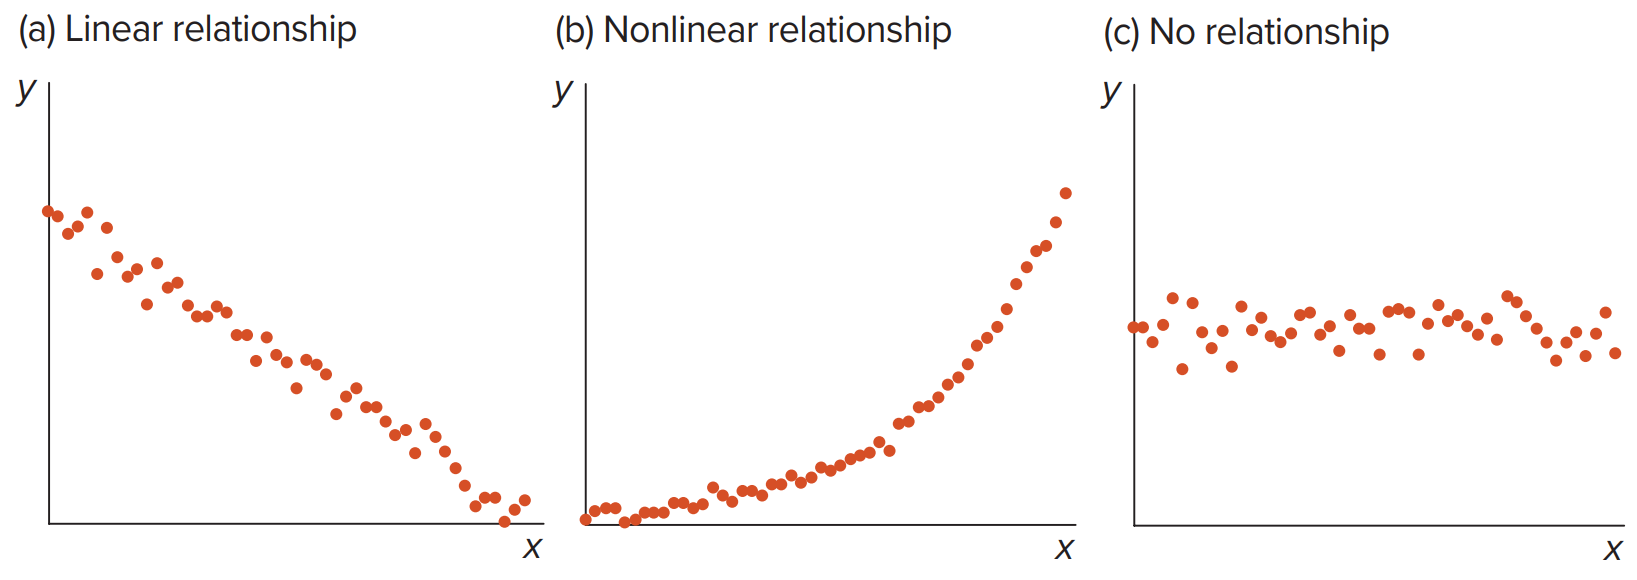 (a) Linear relationship
y
x
(b) Nonlinear relationship
y
x
(c) No relationship
y
x